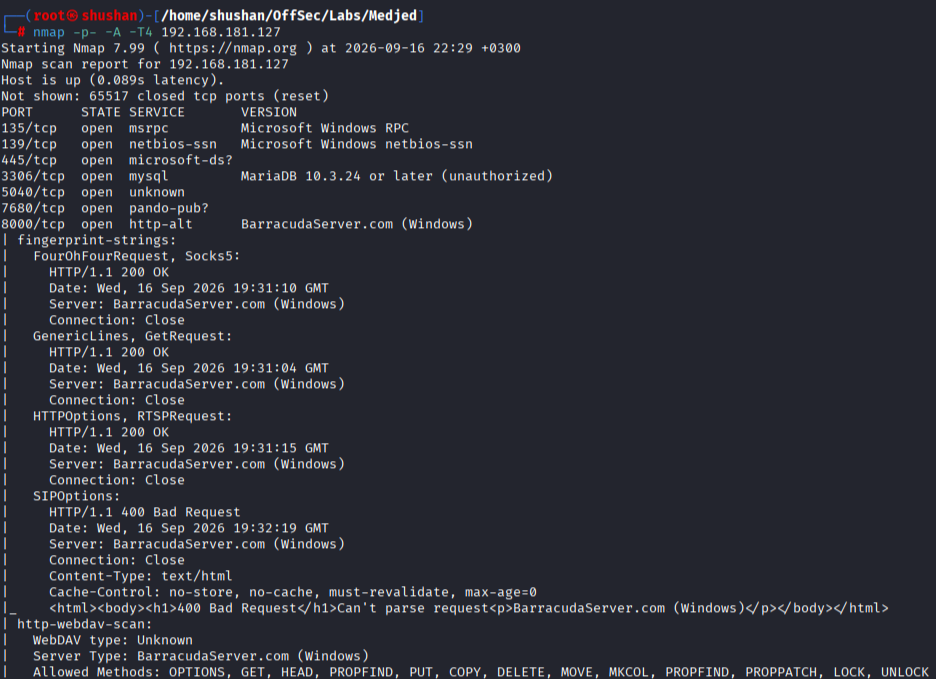 ┌──(root㉿shushan)-[/home/shushan/OffSec/Labs/Medjed]
└─# nmap -p- -A -T4 192.168.181.127
Starting Nmap 7.99 ( https://nmap.org ) at 2026-09-16 22:29 +0300
Nmap scan report for 192.168.181.127
Host is up (0.089s latency).
Not shown: 65517 closed tcp ports (reset)
PORT      STATE SERVICE       VERSION
135/tcp   open  msrpc         Microsoft Windows RPC
139/tcp   open  netbios-ssn   Microsoft Windows netbios-ssn
445/tcp   open  microsoft-ds?
3306/tcp  open  mysql         MariaDB 10.3.24 or later (unauthorized)
5040/tcp  open  unknown
7680/tcp  open  pando-pub?
8000/tcp  open  http-alt      BarracudaServer.com (Windows)
| fingerprint-strings:
|   FourOhFourRequest, Socks5:
|     HTTP/1.1 200 OK
|     Date: Wed, 16 Sep 2026 19:31:10 GMT
|     Server: BarracudaServer.com (Windows)
|     Connection: Close
|   GenericLines, GetRequest:
|     HTTP/1.1 200 OK
|     Date: Wed, 16 Sep 2026 19:31:04 GMT
|     Server: BarracudaServer.com (Windows)
|     Connection: Close
|   HTTPOptions, RTSPRequest:
|     HTTP/1.1 200 OK
|     Date: Wed, 16 Sep 2026 19:31:15 GMT
|     Server: BarracudaServer.com (Windows)
|     Connection: Close
|   SIPOptions:
|     HTTP/1.1 400 Bad Request
|     Date: Wed, 16 Sep 2026 19:32:19 GMT
|     Server: BarracudaServer.com (Windows)
|     Connection: Close
|     Content-Type: text/html
|     Cache-Control: no-store, no-cache, must-revalidate, max-age=0
|_    <html><body><h1>400 Bad Request</h1>Can't parse request<p>BarracudaServer.com (Windows)</p></body></html>
| http-webdav-scan:
|   WebDAV type: Unknown
|   Server Type: BarracudaServer.com (Windows)
|   Allowed Methods: OPTIONS, GET, HEAD, PROPFIND, PUT, COPY, DELETE, MOVE, MKCOL, PROPFIND, PROPPATCH, LOCK, UNLOCK